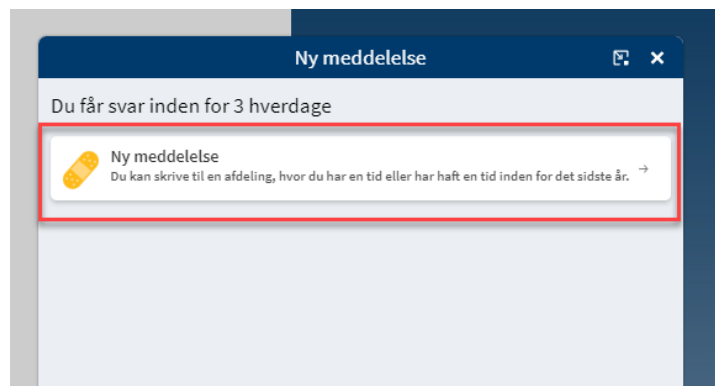 Ny meddelelse
Du får svar inden for 3 hverdage
Ny meddelelse
Du kan skrive til en afdeling, hvor du har en tid eller har haft en tid inden for det sidste år.